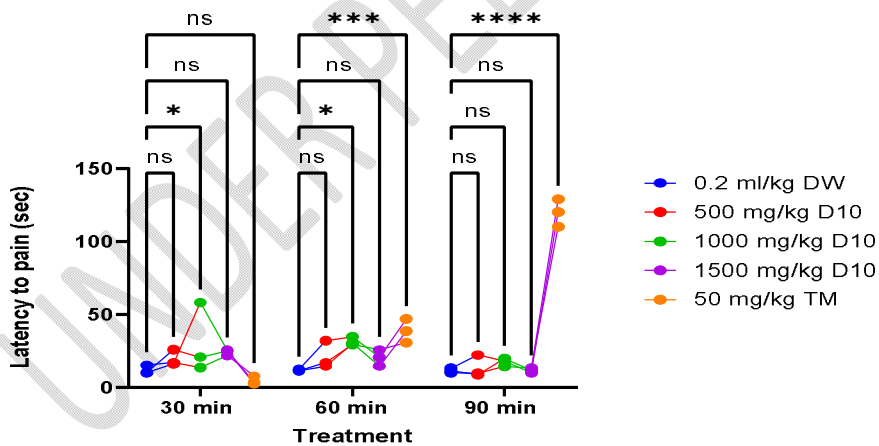 ns
***
****
ns
ns
ns
*
*
ns
ns
ns
ns
150
100
50
0
Latency to pain (sec)
30 min
60 min
90 min
Treatment
0.2 ml/kg DW
500 mg/kg D10
1000 mg/kg D10
1500 mg/kg D10
50 mg/kg TM
UNDER PEE